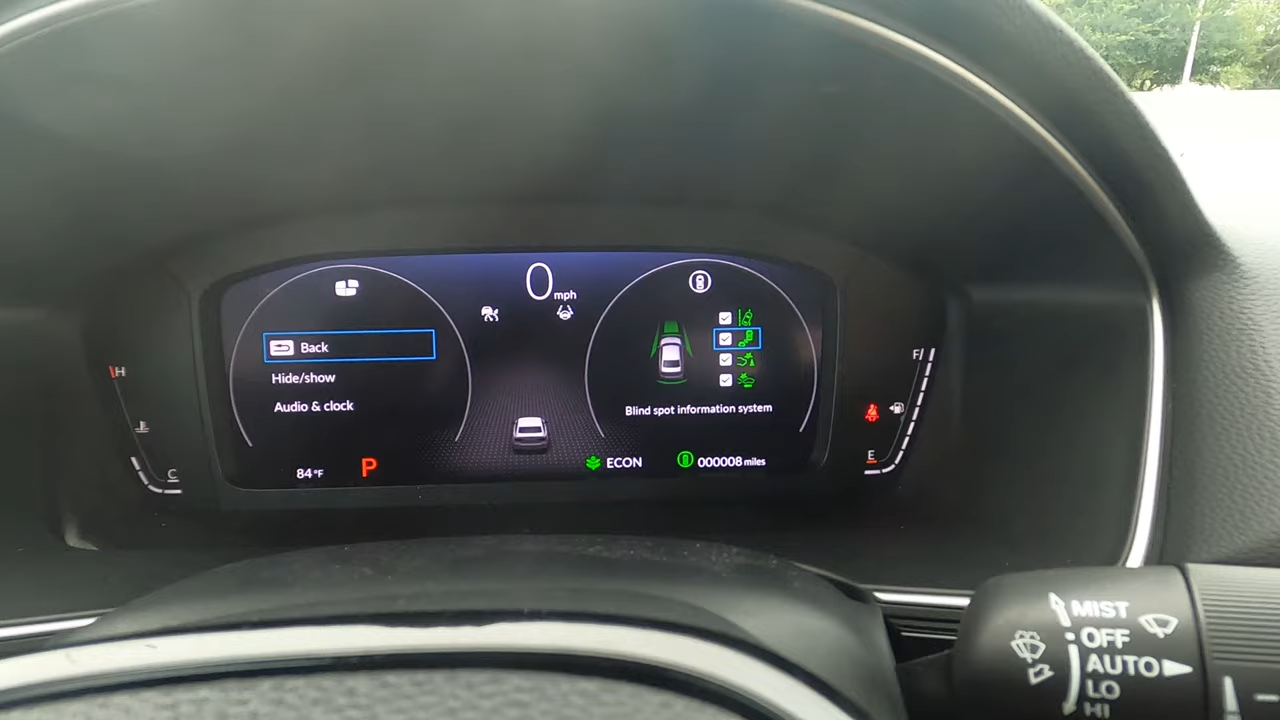 0 mph
Back
Hide/show
Audio & clock
Blind spot information system
H
C
F
E
84°F
P
ECON
000008 miles
MIST
OFF
AUTO
LO
HI